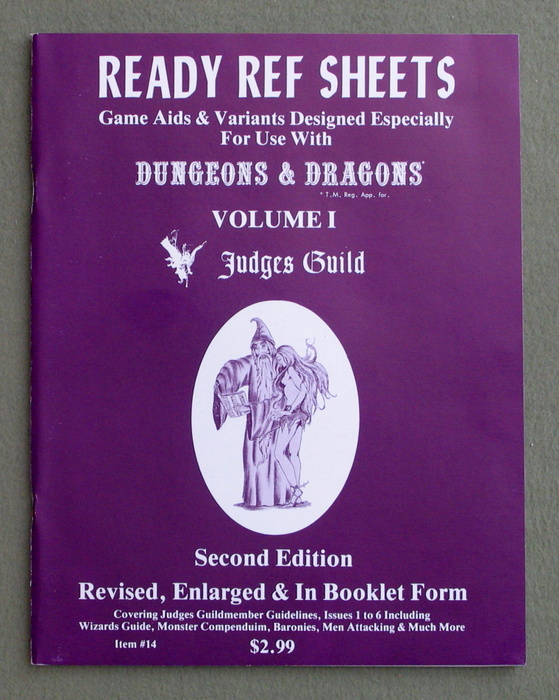 READY REF SHEETS
Game Aids & Variants Designed Especially
For Use With
DUNGEONS & DRAGONS*
* T.M. Reg. App. for.
VOLUME I
Judges Guild
Second Edition
Revised, Enlarged & In Booklet Form
Covering Judges Guildmember Guidelines, Issues 1 to 6 Including
Wizards Guide, Monster Compenduim, Baronies, Men Attacking & Much More
Item #14
$2.99